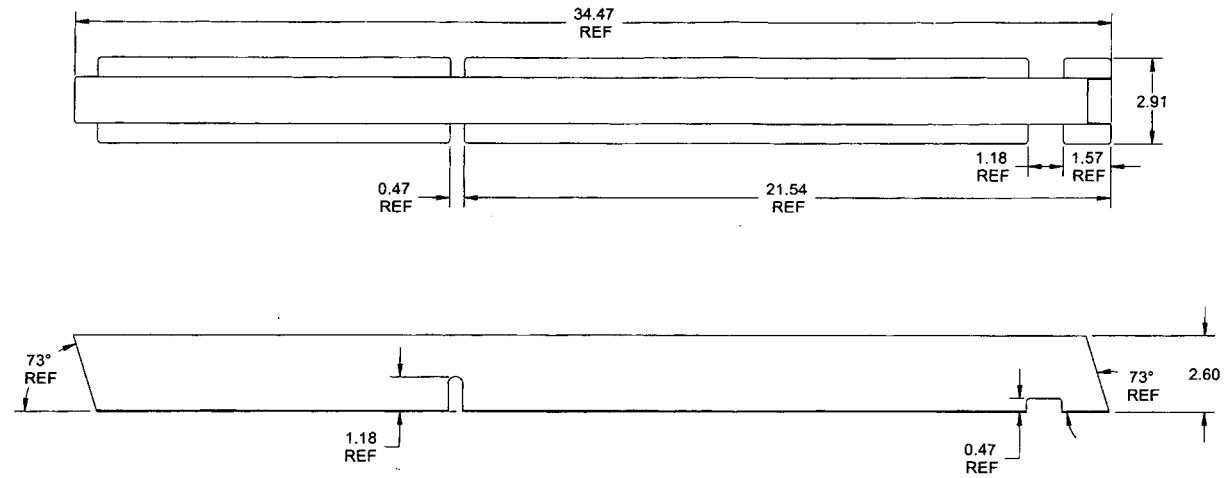 34.47
REF
2.91
1.18
REF
1.57
REF
0.47
REF
21.54
REF
73°
REF
73°
REF
2.60
1.18
REF
0.47
REF